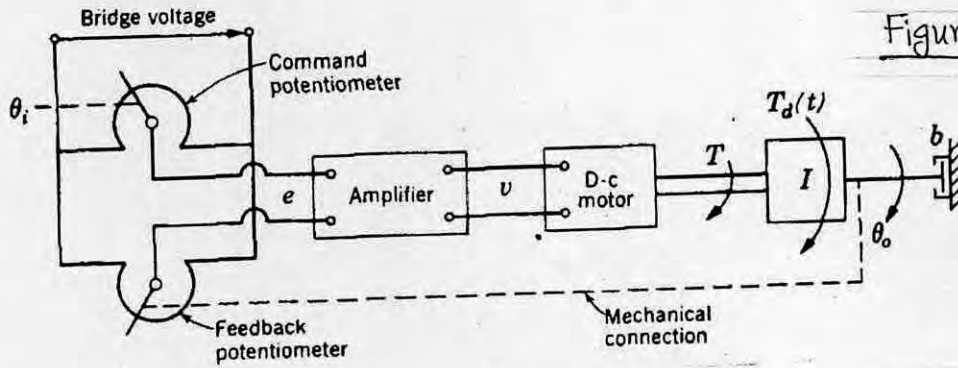 Bridge voltage
Figur
Command
potentiometer
θi
Td(t)
T
b
e
Amplifier
v
D-c
motor
I
θo
Mechanical
connection
Feedback
potentiometer